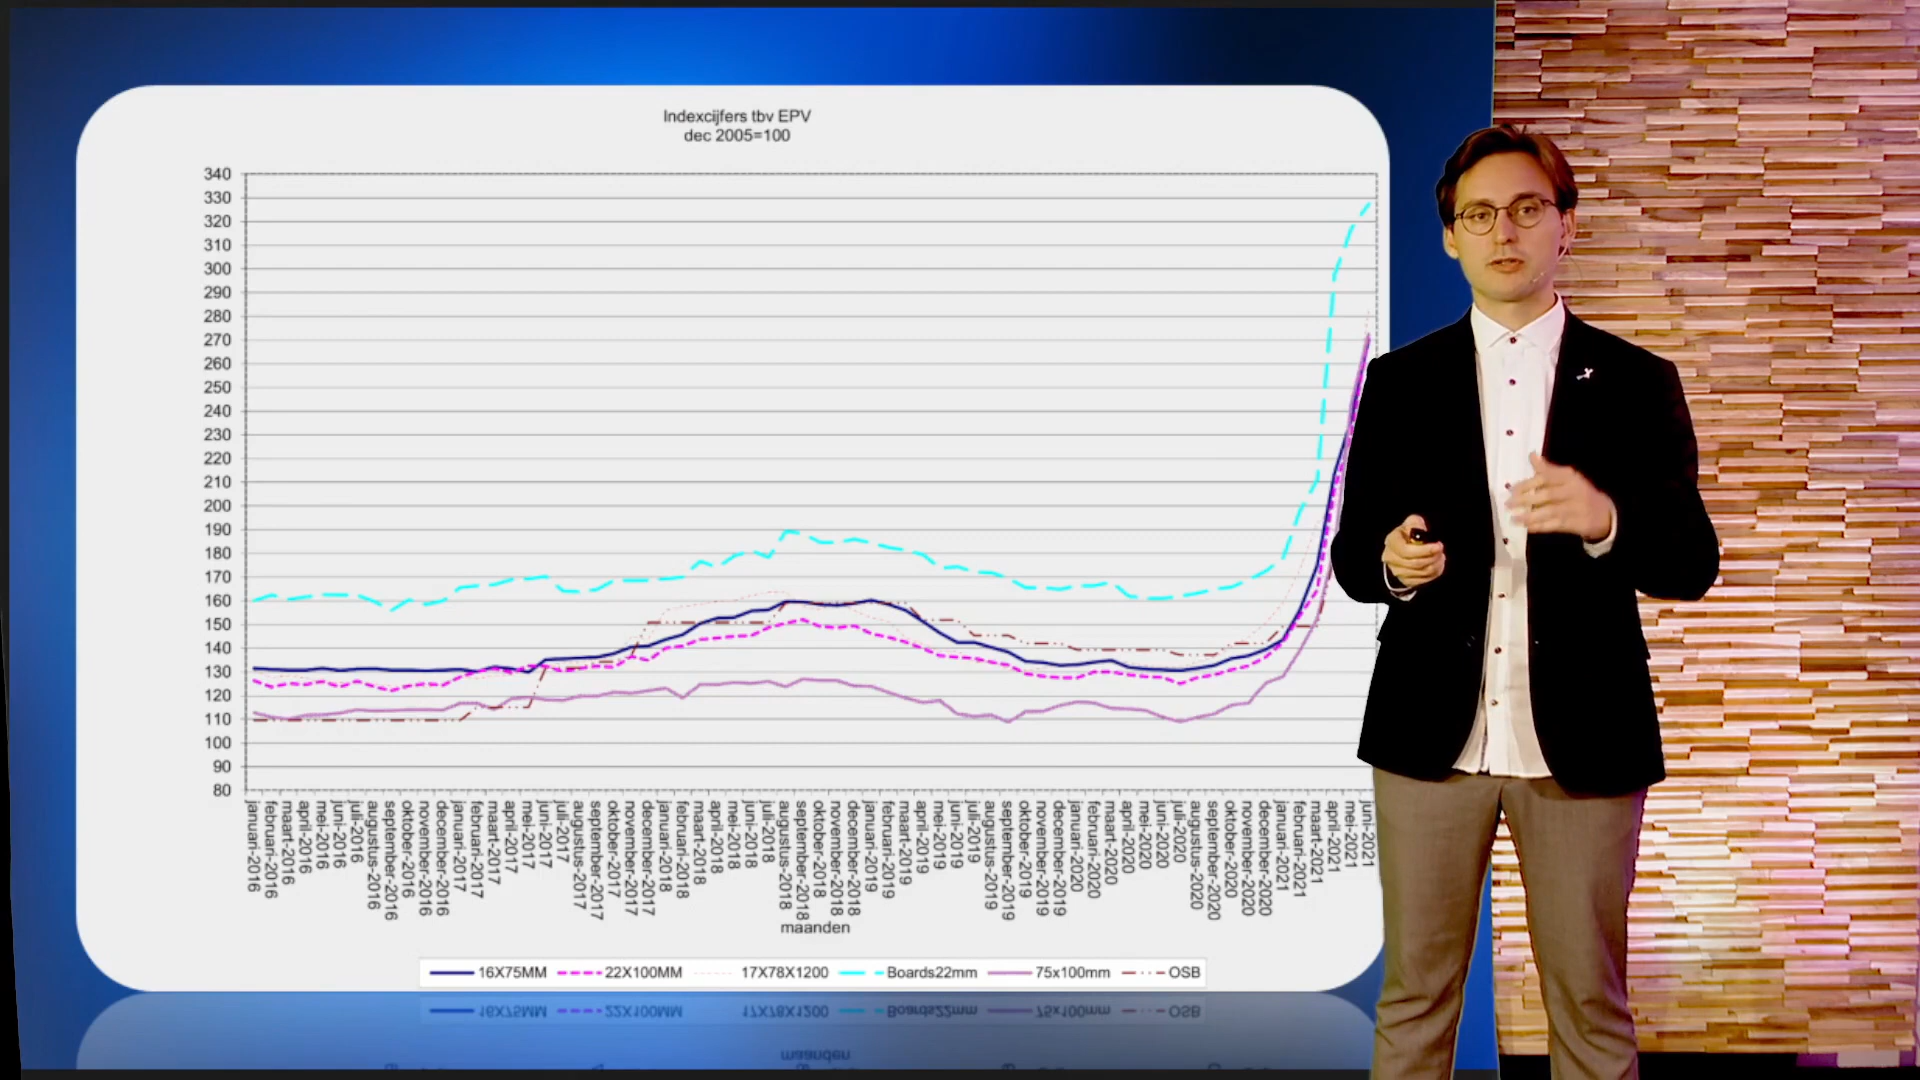 Indexcijfers tbv EPV
dec 2005=100
340
330
320
310
300
290
280
270
260
250
240
230
220
210
200
190
180
170
160
150
140
130
120
110
100
90
80
januari-2016
februari-2016
maart-2016
april-2016
mei-2016
juni-2016
juli-2016
augustus-2016
september-2016
oktober-2016
november-2016
december-2016
januari-2017
februari-2017
maart-2017
april-2017
mei-2017
juni-2017
juli-2017
augustus-2017
september-2017
oktober-2017
november-2017
december-2017
januari-2018
februari-2018
maart-2018
april-2018
mei-2018
juni-2018
juli-2018
augustus-2018
september-2018
oktober-2018
november-2018
december-2018
januari-2019
februari-2019
maart-2019
april-2019
mei-2019
juni-2019
juli-2019
augustus-2019
september-2019
oktober-2019
november-2019
december-2019
januari-2020
februari-2020
maart-2020
april-2020
mei-2020
juni-2020
juli-2020
augustus-2020
september-2020
oktober-2020
november-2020
december-2020
januari-2021
februari-2021
maart-2021
april-2021
mei-2021
juni-2021
maanden
16X75MM 22X100MM 17X78X1200 Boards22mm 75x100mm OSB